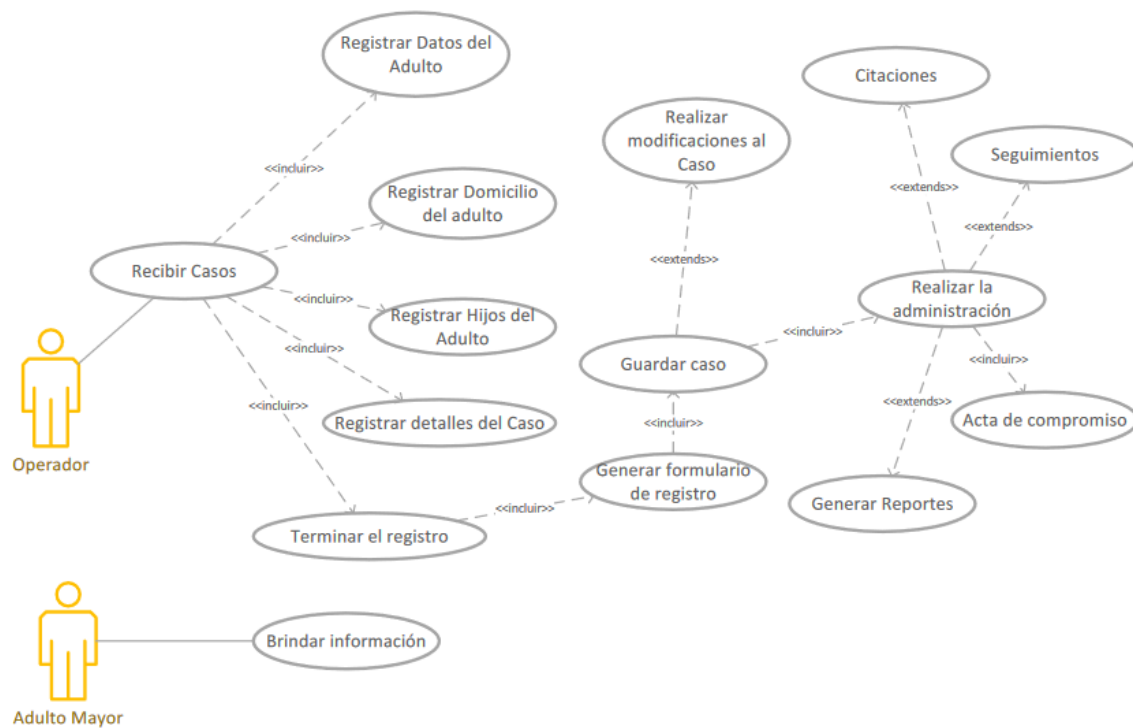 Registrar Datos del
Adulto
Citaciones
Realizar
modificaciones al
Caso
Seguimientos
<<incluir>>
<<extends>>
Registrar Domicilio
del adulto
<<incluir>>
<<extends>>
Recibir Casos
<<extends>>
Realizar la
administración
<<incluir>>
Registrar Hijos del
Adulto
<<incluir>>
<<incluir>>
Guardar caso
<<incluir>>
<<incluir>>
<<extends>>
Registrar detalles del Caso
<<incluir>>
Acta de compromiso
Operador
Generar formulario
de registro
<<incluir>>
Generar Reportes
Terminar el registro
Brindar información
Adulto Mayor